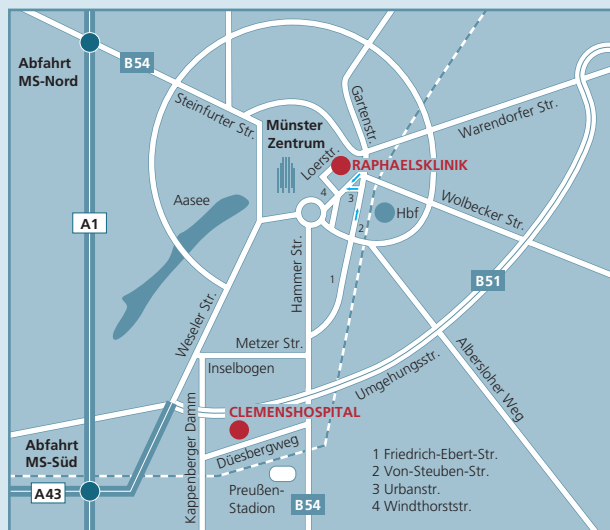 Abfahrt
MS-Nord
B54
Steinfurter Str.
Gartenstr.
Warendorfer Str.
Münster
Zentrum
Loerstr.
RAPHAELSKLINIK
Aasee
4
3
Wolbecker Str.
Hbf
A1
2
Hammer Str.
1
B51
Weseler Str.
Metzer Str.
Inselbogen
Umgehungsstr.
Albersloher Weg
Kappenberger Damm
CLEMENSHOSPITAL
Düesbergweg
Abfahrt
MS-Süd
A43
Preußen-
Stadion
B54
1 Friedrich-Ebert-Str.
2 Von-Steuben-Str.
3 Urbanstr.
4 Windthorststr.